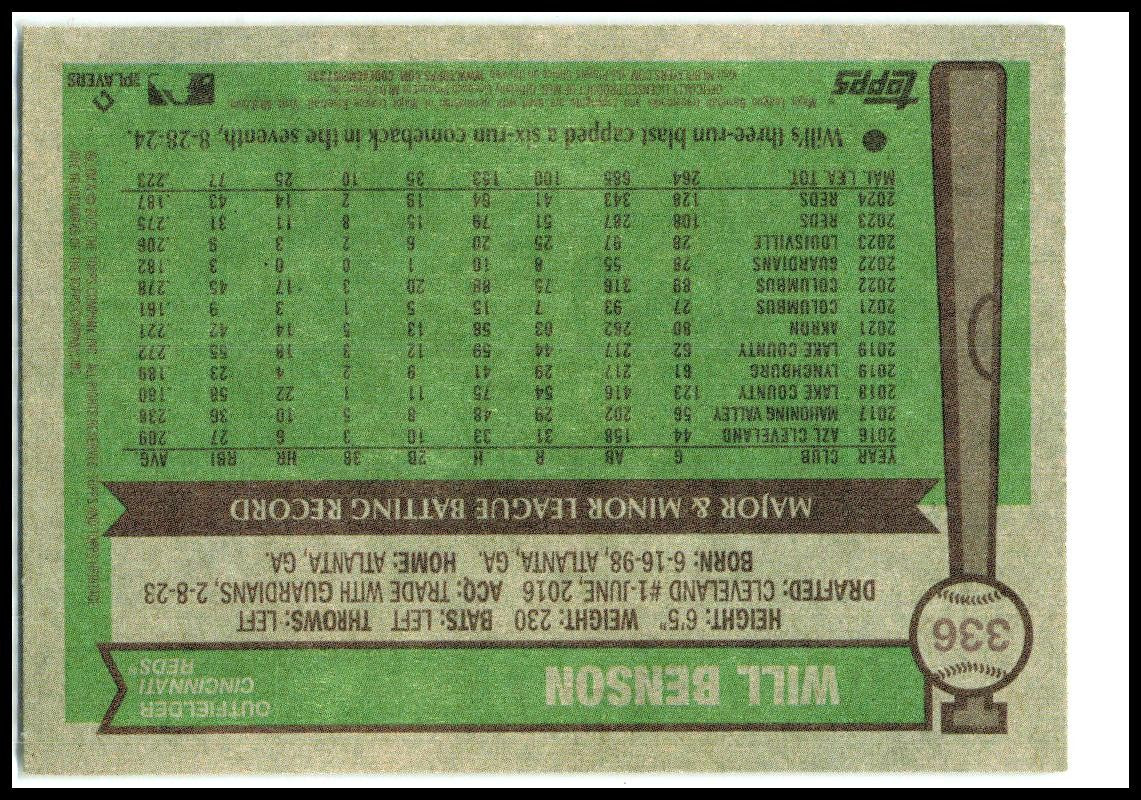 336
WILL BENSON
OUTFIELDER
CINCINNATI
REDS®
HEIGHT: 6'5" WEIGHT: 230 BATS: LEFT THROWS: LEFT
DRAFTED: CLEVELAND #1-JUNE, 2016 ACQ: TRADE WITH GUARDIANS, 2-8-23
BORN: 6-16-98, ATLANTA, GA. HOME: ATLANTA, GA.
MAJOR & MINOR LEAGUE BATTING RECORD
YEAR CLUB G AB R H 2B 3B HR RBI AVG
2016 AZL CLEVELAND 44 158 31 33 10 3 6 27 .209
2017 MAHONING VALLEY 56 202 29 48 8 5 10 36 .238
2018 LAKE COUNTY 123 416 54 75 11 1 22 58 .180
2019 LYNCHBURG 61 217 29 41 9 2 4 23 .189
2019 LAKE COUNTY 62 217 44 59 12 3 18 55 .272
2021 AKRON 80 262 63 58 13 5 14 42 .221
2021 COLUMBUS 27 93 7 15 5 1 3 9 .161
2022 COLUMBUS 89 316 75 88 20 3 17 45 .278
2022 GUARDIANS 28 55 8 10 1 0 0 3 .182
2023 LOUISVILLE 28 97 25 20 6 2 3 9 .206
2023 REDS 108 287 51 79 15 8 11 31 .275
2024 REDS 128 343 41 64 19 2 14 43 .187
MAJ. LEA. TOT. 264 685 100 153 35 10 25 77 .223
Will's three-run blast capped a six-run comeback in the seventh, 8-28-24.
topps
PLAYERS